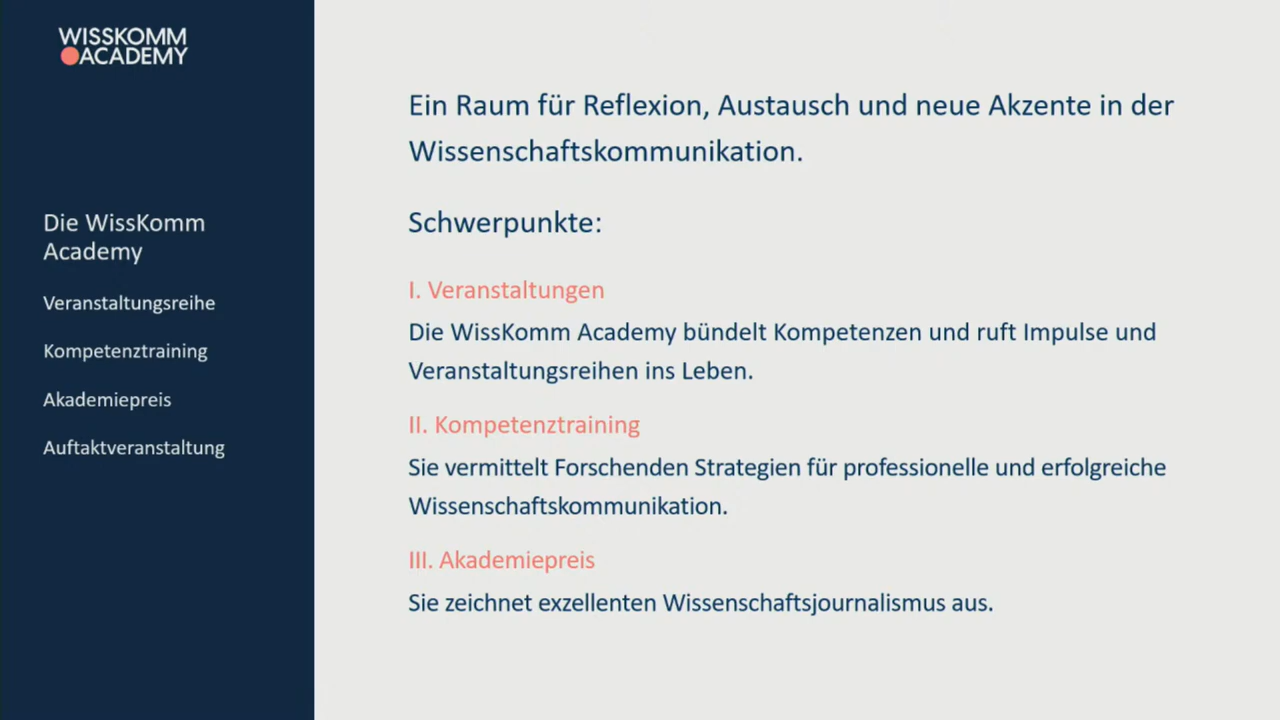 WISSKOMM
ACADEMY
Die WissKomm
Academy
Veranstaltungsreihe
Kompetenztraining
Akademiepreis
Auftaktveranstaltung
Ein Raum für Reflexion, Austausch und neue Akzente in der
Wissenschaftskommunikation.
Schwerpunkte:
I. Veranstaltungen
Die WissKomm Academy bündelt Kompetenzen und ruft Impulse und
Veranstaltungsreihen ins Leben.
II. Kompetenztraining
Sie vermittelt Forschenden Strategien für professionelle und erfolgreiche
Wissenschaftskommunikation.
III. Akademiepreis
Sie zeichnet exzellenten Wissenschaftsjournalismus aus.